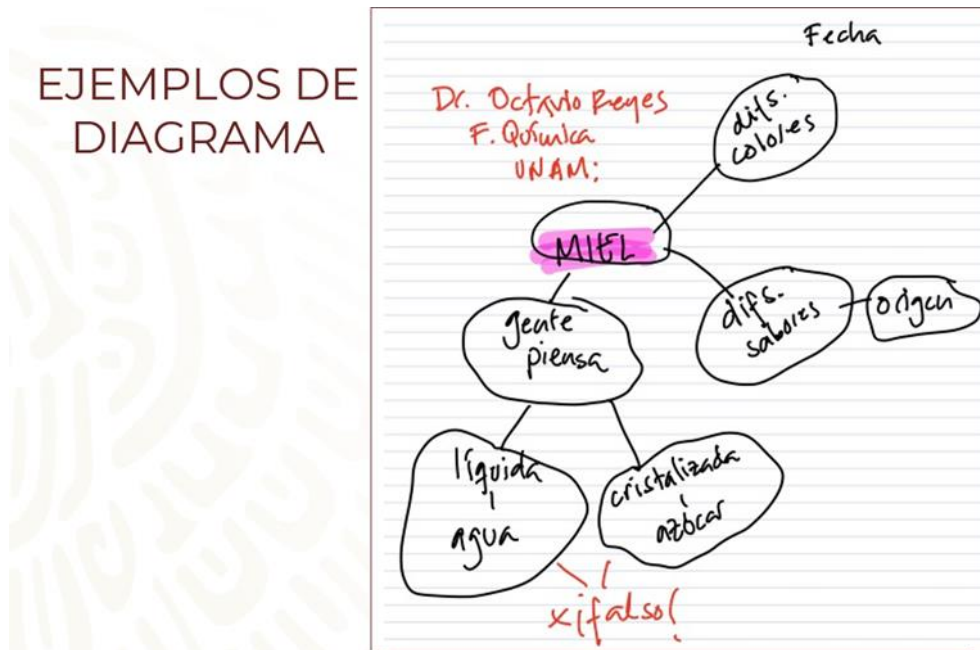 EJEMPLOS DE
DIAGRAMA
Fecha
Dr. Octavio Reyes
F. Química
UNAM:
difs.
colores
MIEL
difs.
sabores
origen
gente
piensa
líquida
agua
cristalizada
azúcar
x ¡falso!